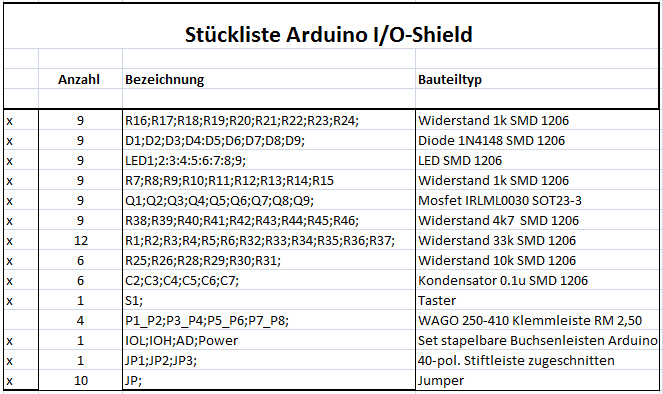 Stückliste Arduino I/O-Shield
Anzahl Bezeichnung Bauteiltyp
x 9 R16;R17;R18;R19;R20;R21;R22;R23;R24; Widerstand 1k SMD 1206
x 9 D1;D2;D3;D4:D5;D6;D7;D8;D9; Diode 1N4148 SMD 1206
x 9 LED1;2:3:4:5:6:7:8;9; LED SMD 1206
x 9 R7;R8;R9;R10;R11;R12;R13;R14;R15 Widerstand 1k SMD 1206
x 9 Q1;Q2;Q3;Q4;Q5;Q6;Q7;Q8;Q9; Mosfet IRLML0030 SOT23-3
x 9 R38;R39;R40;R41;R42;R43;R44;R45;R46; Widerstand 4k7 SMD 1206
x 12 R1;R2;R3;R4;R5;R6;R32;R33;R34;R35;R36;R37; Widerstand 33k SMD 1206
x 6 R25;R26;R28;R29;R30;R31; Widerstand 10k SMD 1206
x 6 C2;C3;C4;C5;C6;C7; Kondensator 0.1u SMD 1206
x 1 S1; Taster
4 P1_P2;P3_P4;P5_P6;P7_P8; WAGO 250-410 Klemmleiste RM 2,50
x 1 IOL;IOH;AD;Power Set stapelbare Buchsenleisten Arduino
x 1 JP1;JP2;JP3; 40-pol. Stiftleiste zugeschnitten
x 10 JP; Jumper